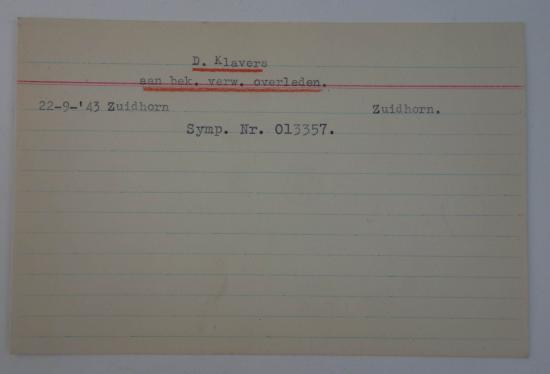 D. Klavers
aan bek. verw. overleden.
22-9-'43 Zuidhorn Zuidhorn.
Symp. Nr. 013357.